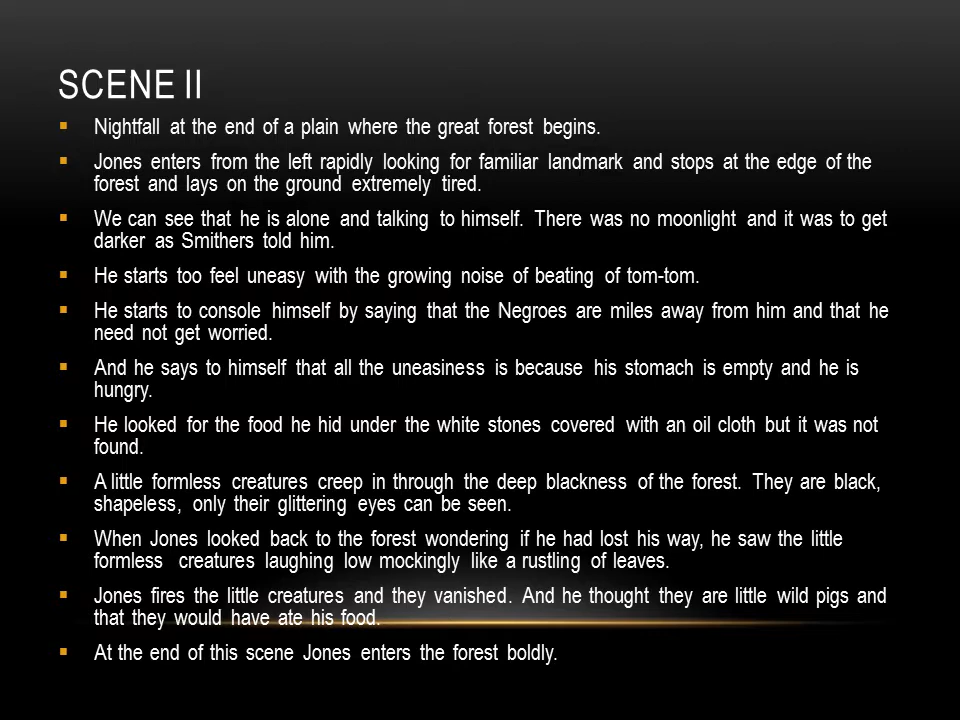 SCENE II
▪ Nightfall at the end of a plain where the great forest begins.
▪ Jones enters from the left rapidly looking for familiar landmark and stops at the edge of the
forest and lays on the ground extremely tired.
▪ We can see that he is alone and talking to himself. There was no moonlight and it was to get
darker as Smithers told him.
▪ He starts too feel uneasy with the growing noise of beating of tom-tom.
▪ He starts to console himself by saying that the Negroes are miles away from him and that he
need not get worried.
▪ And he says to himself that all the uneasiness is because his stomach is empty and he is
hungry.
▪ He looked for the food he hid under the white stones covered with an oil cloth but it was not
found.
▪ A little formless creatures creep in through the deep blackness of the forest. They are black,
shapeless, only their glittering eyes can be seen.
▪ When Jones looked back to the forest wondering if he had lost his way, he saw the little
formless creatures laughing low mockingly like a rustling of leaves.
▪ Jones fires the little creatures and they vanished. And he thought they are little wild pigs and
that they would have ate his food.
▪ At the end of this scene Jones enters the forest boldly.